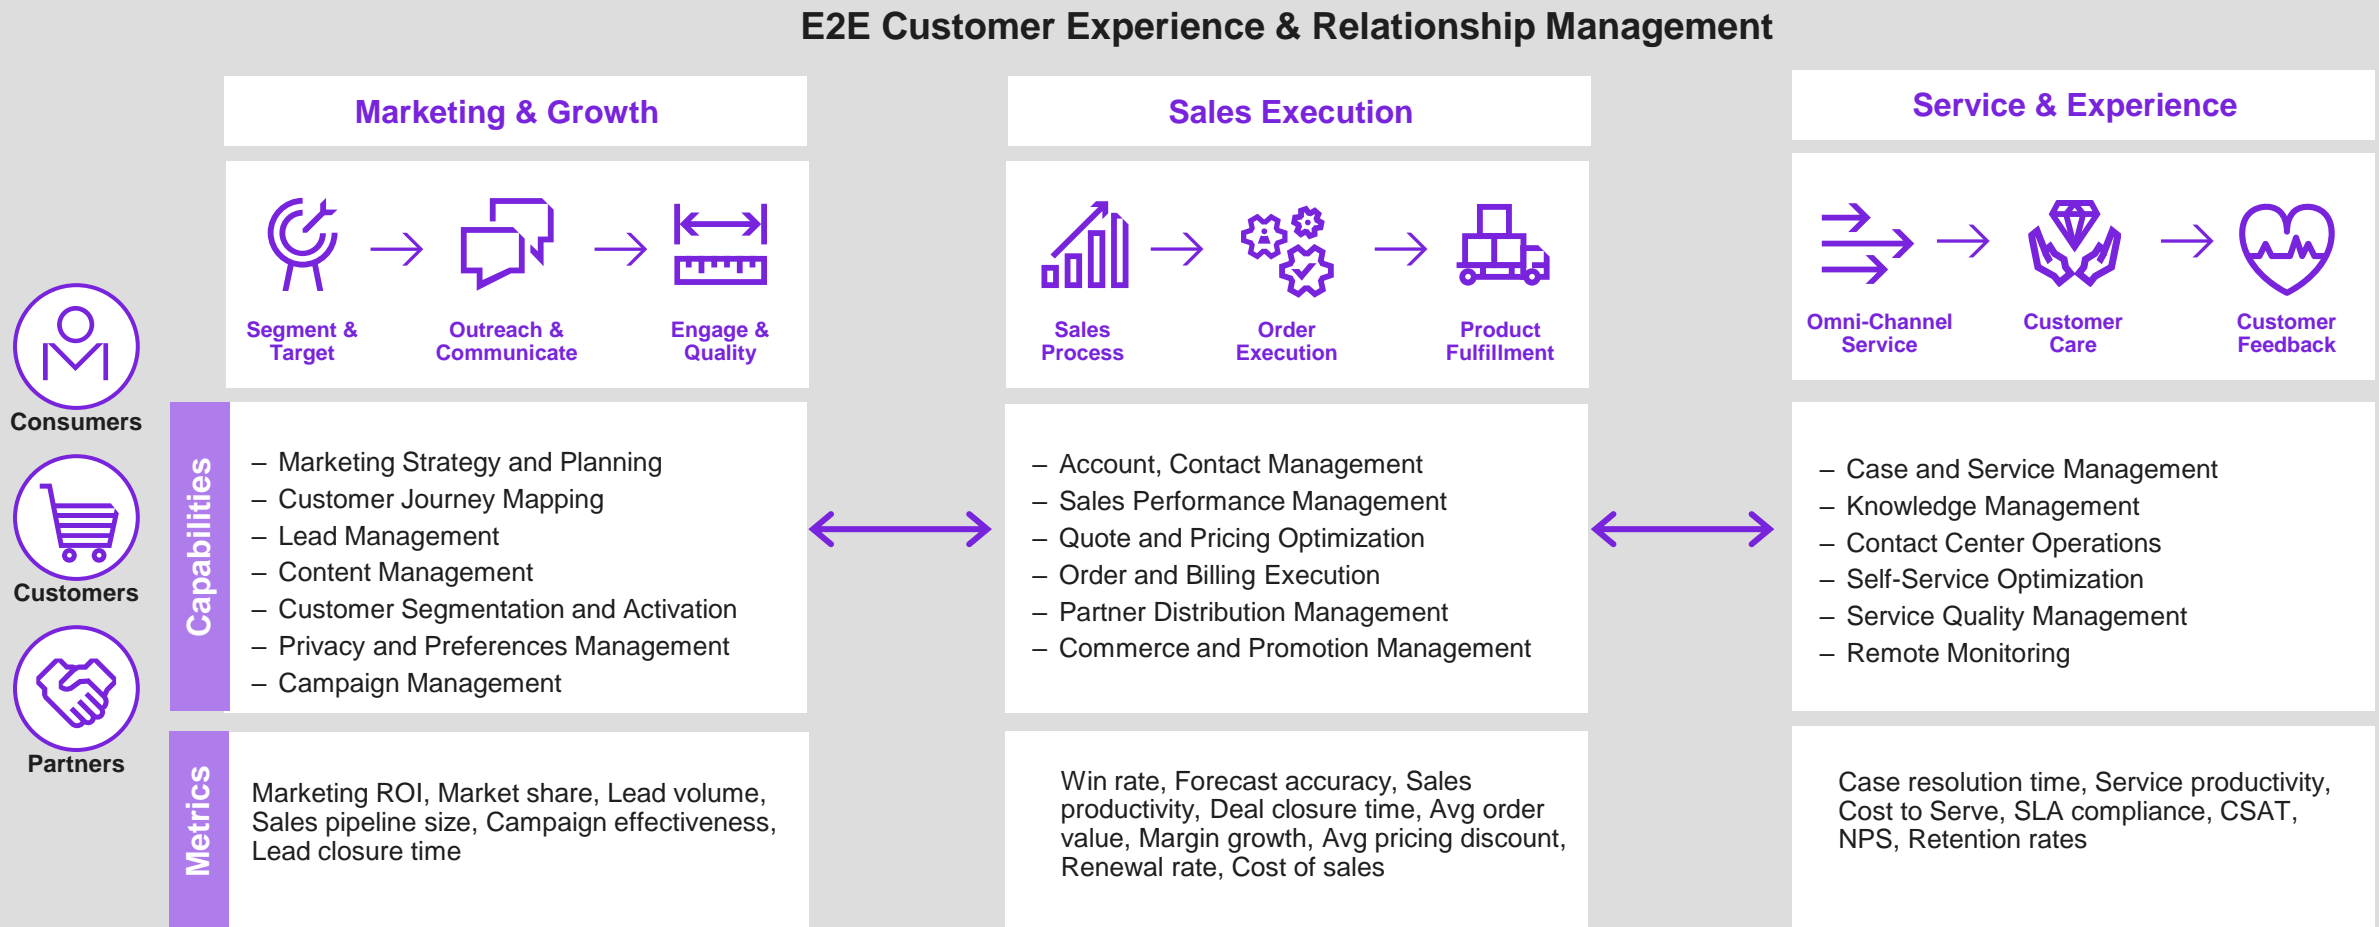 E2E Customer Experience & Relationship Management
Marketing & Growth
Segment &
Target
Outreach &
Communicate
Engage &
Quality
Sales Execution
Sales
Process
Order
Execution
Product
Fulfillment
Service & Experience
Omni-Channel
Service
Customer
Care
Customer
Feedback
Consumers
Customers
Partners
Capabilities
– Marketing Strategy and Planning
– Customer Journey Mapping
– Lead Management
– Content Management
– Customer Segmentation and Activation
– Privacy and Preferences Management
– Campaign Management
– Account, Contact Management
– Sales Performance Management
– Quote and Pricing Optimization
– Order and Billing Execution
– Partner Distribution Management
– Commerce and Promotion Management
– Case and Service Management
– Knowledge Management
– Contact Center Operations
– Self-Service Optimization
– Service Quality Management
– Remote Monitoring
Metrics
Marketing ROI, Market share, Lead volume,
Sales pipeline size, Campaign effectiveness,
Lead closure time
Win rate, Forecast accuracy, Sales
productivity, Deal closure time, Avg order
value, Margin growth, Avg pricing discount,
Renewal rate, Cost of sales
Case resolution time, Service productivity,
Cost to Serve, SLA compliance, CSAT,
NPS, Retention rates